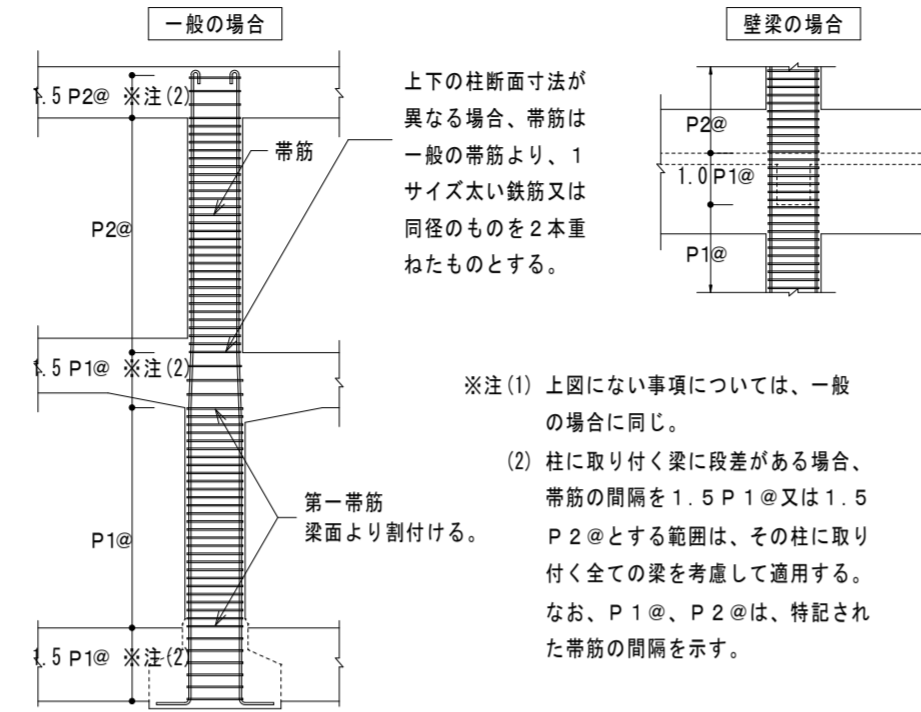 一般の場合
1.5 P2@ ※注(2)
帯筋
P2@
1.5 P1@ ※注(2)
第一帯筋
梁面より割付ける。
P1@
1.5 P1@ ※注(2)
上下の柱断面寸法が
異なる場合、帯筋は
一般の帯筋より、1
サイズ太い鉄筋又は
同径のものを2本重
ねたものとする。
壁梁の場合
P2@
1.0 P1@
P1@
※注(1) 上図にない事項については、一般
の場合に同じ。
(2) 柱に取り付く梁に段差がある場合、
帯筋の間隔を1.5P1@又は1.5
P2@とする範囲は、その柱に取り
付く全ての梁を考慮して適用する。
なお、P1@、P2@は、特記され
た帯筋の間隔を示す。